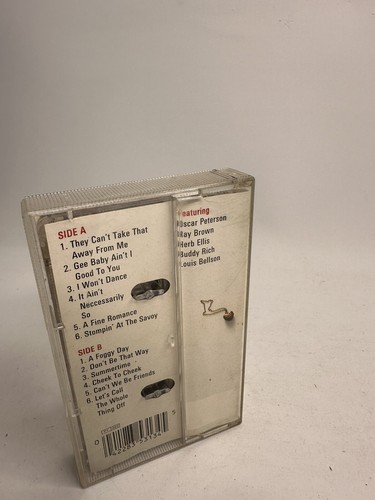 SIDE A
1. They Can't Take That
Away From Me
2. Gee Baby Ain't I
Good To You
3. I Won't Dance
4. It Ain't
Neccessarily
So
5. A Fine Romance
6. Stompin' At The Savoy
SIDE B
1. A Foggy Day
2. Don't Be That Way
3. Summertime
4. Cheek To Cheek
5. Can't We Be Friends
6. Let's Call
The Whole
Thing Off
Featuring
Oscar Peterson
Ray Brown
Herb Ellis
Buddy Rich
Louis Bellson